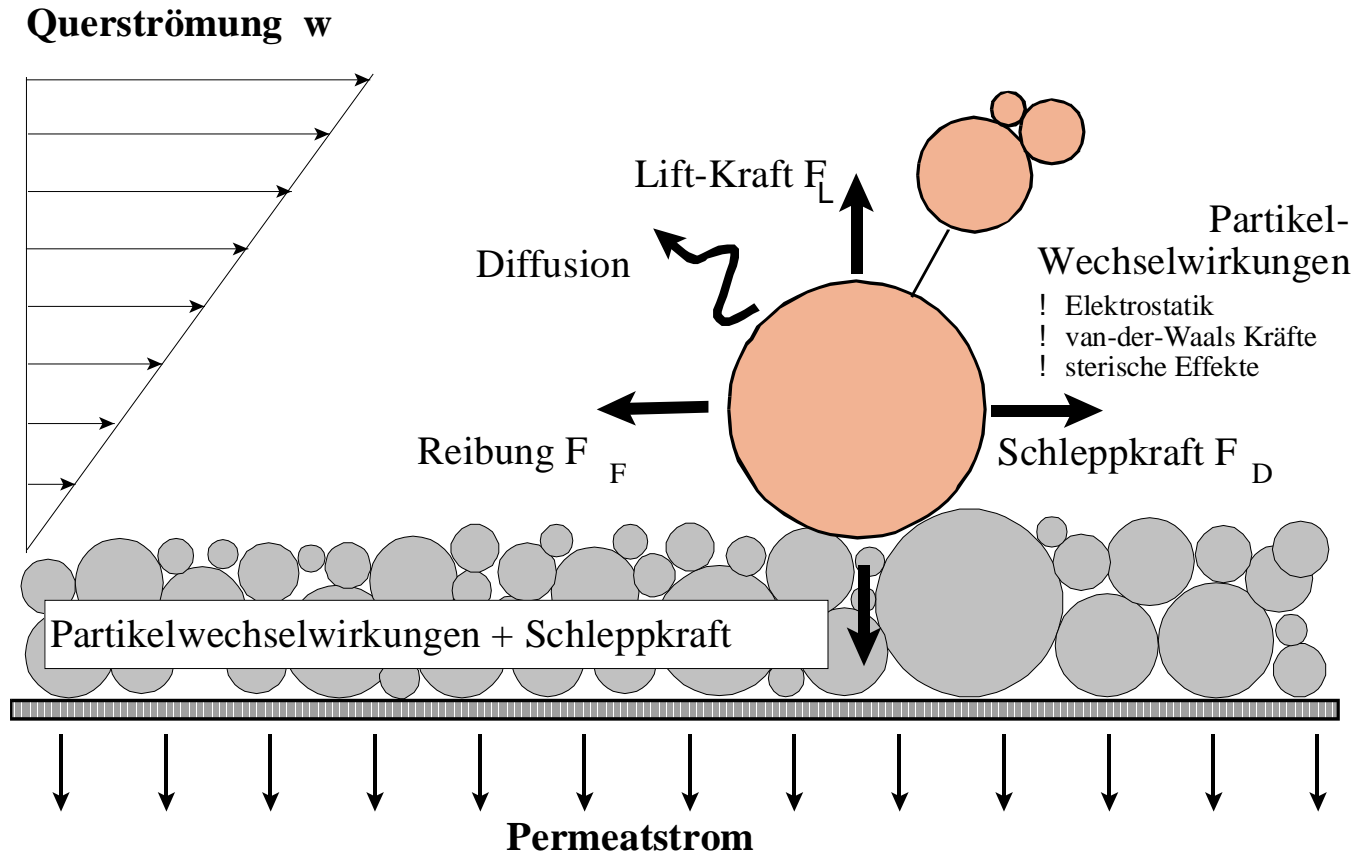 Querströmung w
Lift-Kraft F L
Partikel-
Wechselwirkungen
Diffusion
! Elektrostatik
! van-der-Waals Kräfte
! sterische Effekte
Reibung F F
Schleppkraft F D
Partikelwechselwirkungen + Schleppkraft
Permeatstrom